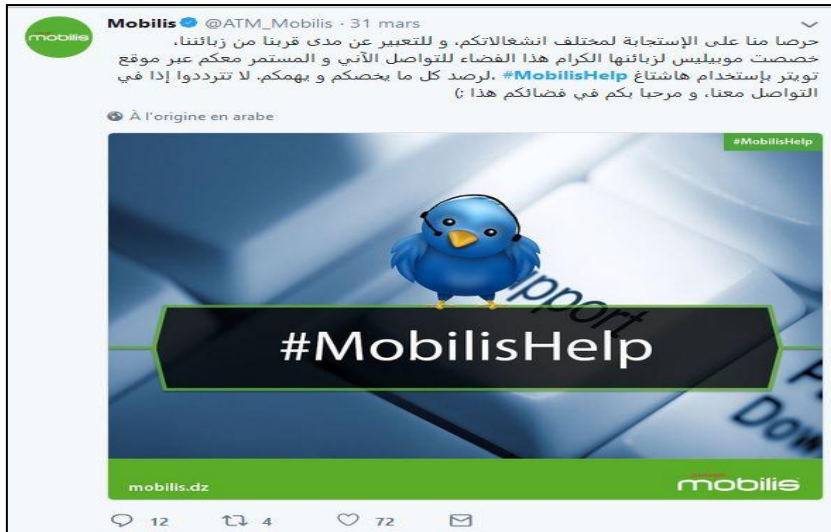 Mobilis @ATM_Mobilis · 31 mars
mobilis
حرصا منا على الإستجابة لمختلف انشغالاتكم، و للتعبير عن مدى قربنا من زبائننا،
خصصت موبيليس لزبائنها الكرام هذا الفضاء للتواصل الآني و المستمر معكم عبر موقع
تويتر بإستخدام هاشتاغ #MobilisHelp .لرصد كل ما يخصكم و يهمكم. لا تترددوا إذا في
التواصل معنا، و مرحبا بكم في فضائكم هذا :)
À l'origine en arabe
#MobilisHelp
upport
#MobilisHelp
Dow
mobilis.dz
mobilis
12 4 72